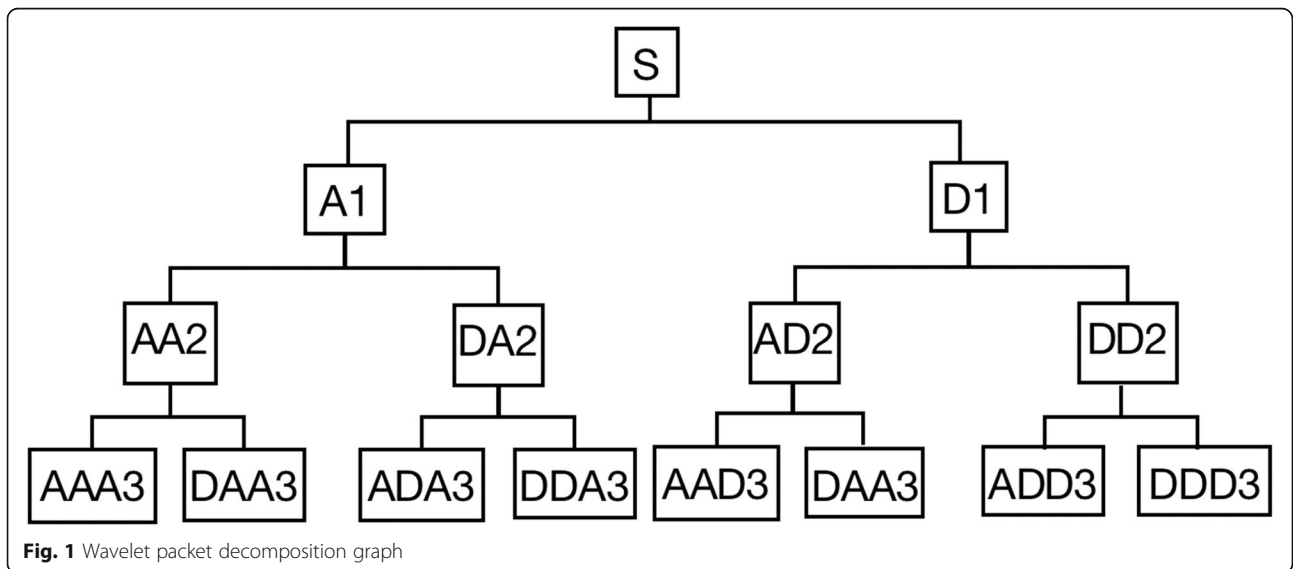 S
A1 D1
AA2 DA2 AD2 DD2
AAA3 DAA3 ADA3 DDA3 AAD3 DAA3 ADD3 DDD3
Fig. 1 Wavelet packet decomposition graph